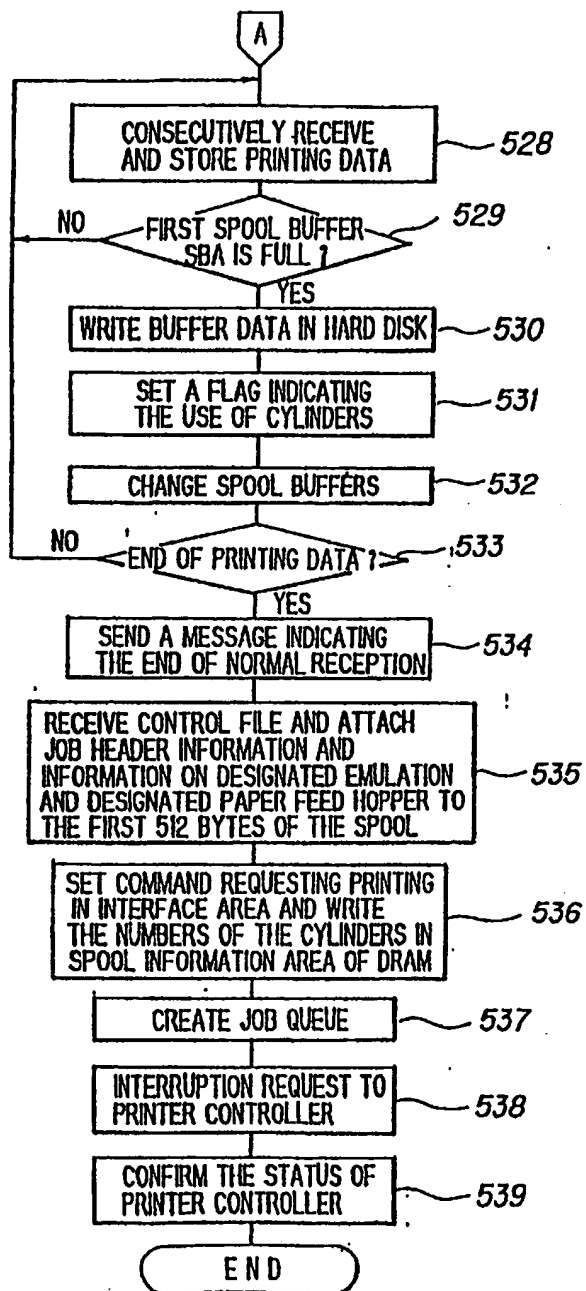 A
CONSECUTIVELY RECEIVE
AND STORE PRINTING DATA
528
FIRST SPOOL BUFFER
SBA IS FULL ?
529
NO
YES
WRITE BUFFER DATA IN HARD DISK
530
SET A FLAG INDICATING
THE USE OF CYLINDERS
531
CHANGE SPOOL BUFFERS
532
END OF PRINTING DATA ?
533
NO
YES
SEND A MESSAGE INDICATING
THE END OF NORMAL RECEPTION
534
RECEIVE CONTROL FILE AND ATTACH
JOB HEADER INFORMATION AND
INFORMATION ON DESIGNATED EMULATION
AND DESIGNATED PAPER FEED HOPPER TO
THE FIRST 512 BYTES OF THE SPOOL
535
SET COMMAND REQUESTING PRINTING
IN INTERFACE AREA AND WRITE
THE NUMBERS OF THE CYLINDERS IN
SPOOL INFORMATION AREA OF DRAM
536
CREATE JOB QUEUE
537
INTERRUPTION REQUEST TO
PRINTER CONTROLLER
538
CONFIRM THE STATUS OF
PRINTER CONTROLLER
539
END